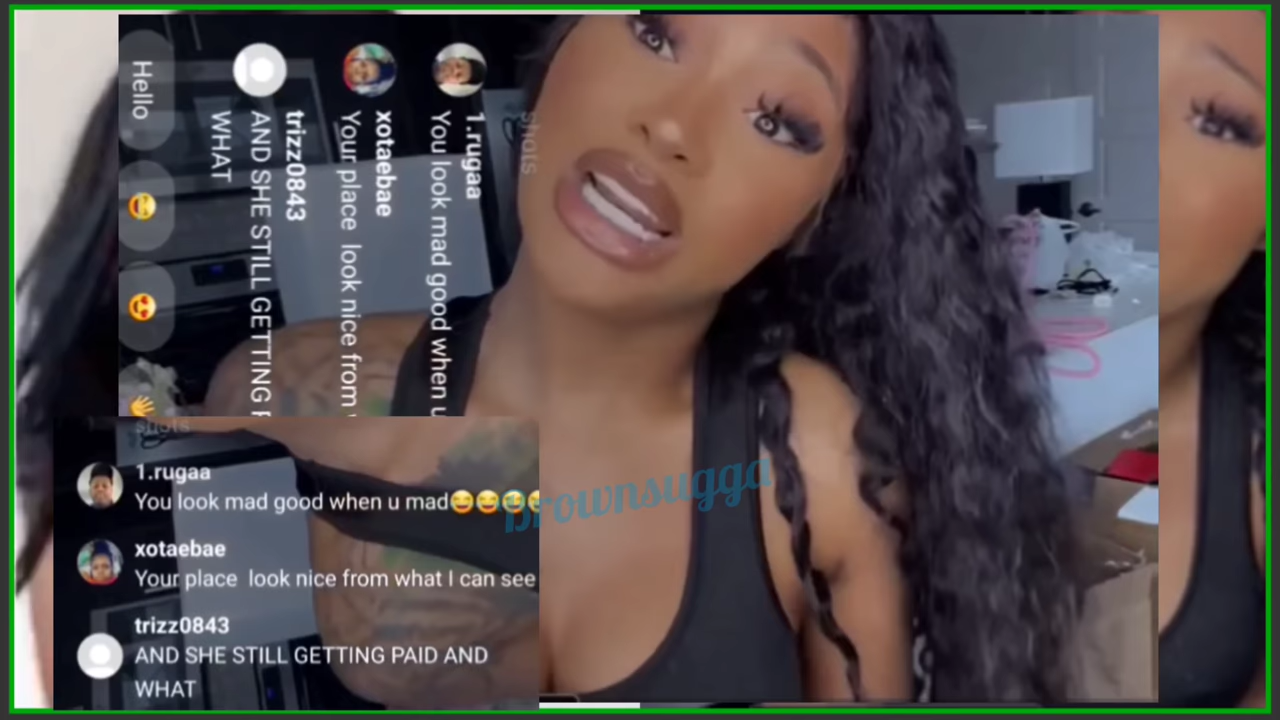 Hello
trizz0843
AND SHE STILL GETTING
WHAT
xotaebae
Your place look nice from
1.rugaa
You look mad good when u
shots
shots
1.rugaa
You look mad good when u mad😆😆😆😆
xotaebae
Your place look nice from what I can see
trizz0843
AND SHE STILL GETTING PAID AND
WHAT
brownsugga